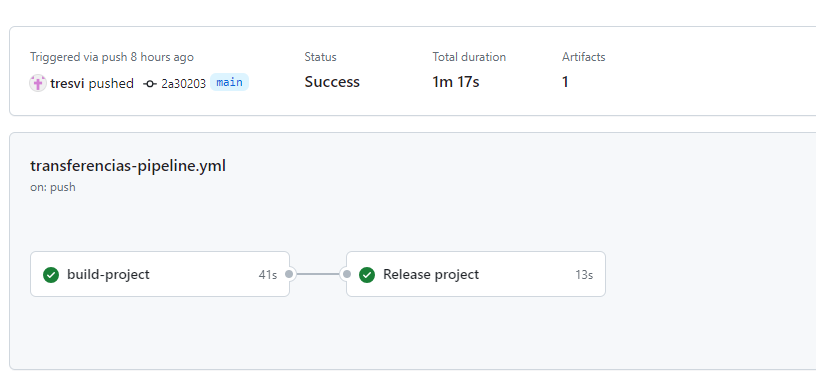 Triggered via push 8 hours ago
tresvi pushed 2a30203 main
Status
Success
Total duration
1m 17s
Artifacts
1
transferencias-pipeline.yml
on: push
build-project 41s
Release project 13s